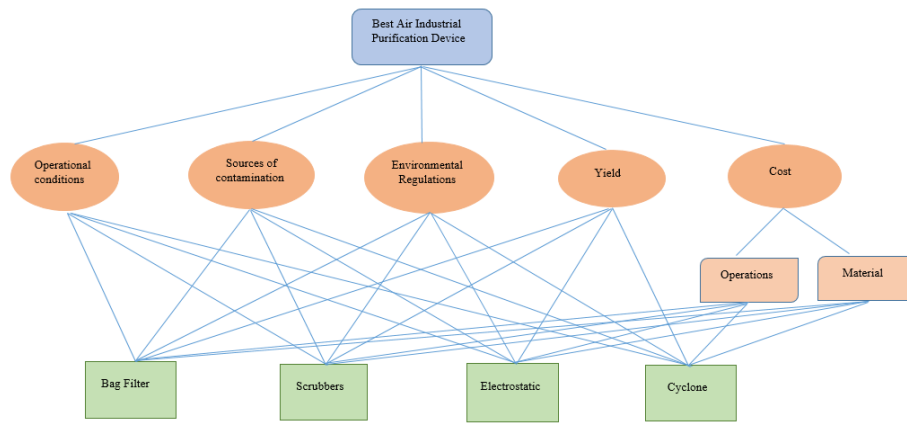 Best Air Industrial
Purification Device
Operational
conditions
Sources of
contamination
Environmental
Regulations
Yield
Cost
Operations
Material
Bag Filter
Scrubbers
Electrostatic
Cyclone